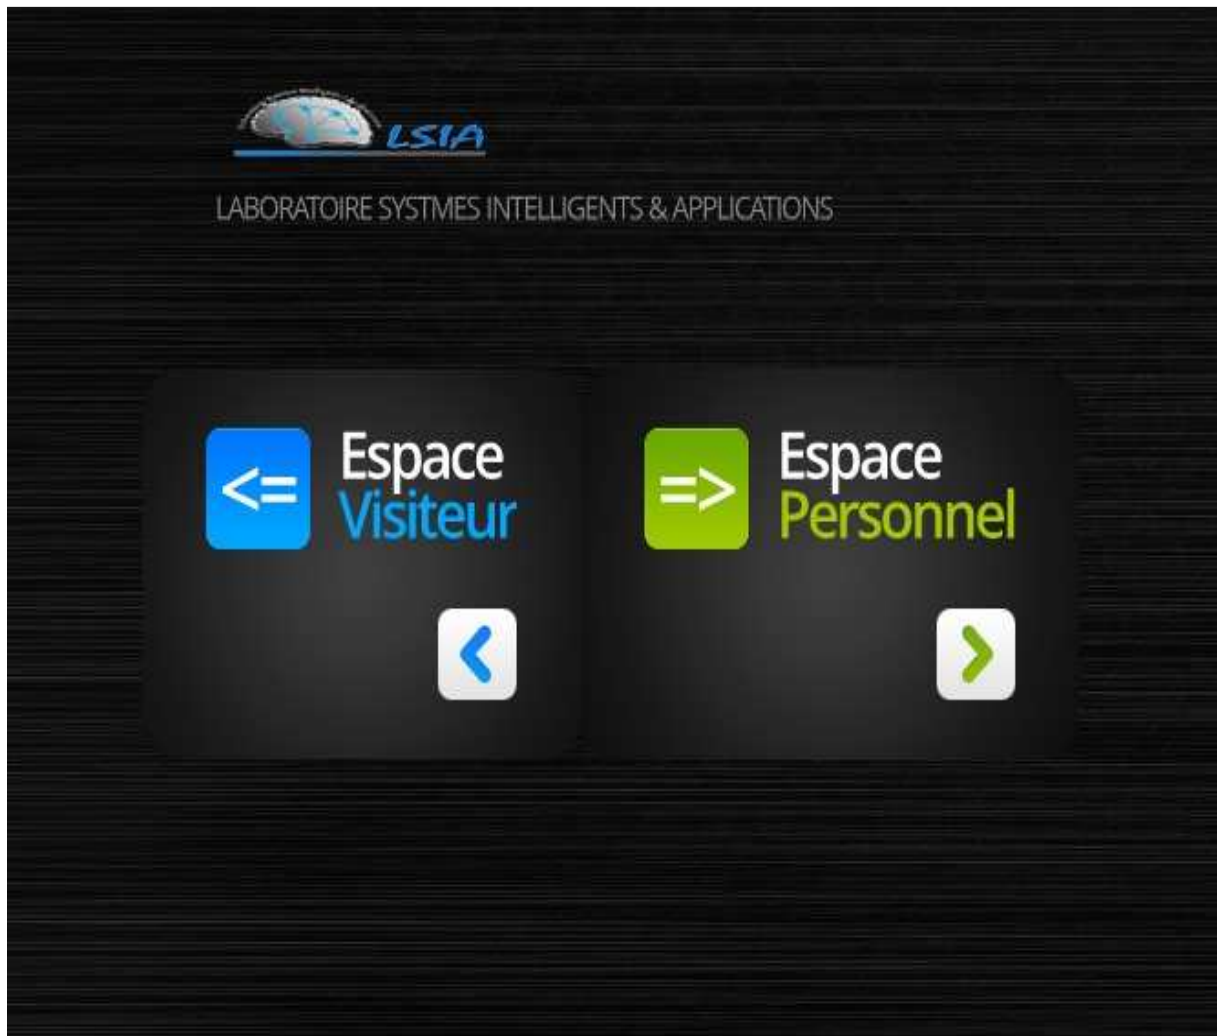 LSIA
LABORATOIRE SYSTMES INTELLIGENTS & APPLICATIONS
<= Espace
Visiteur
=> Espace
Personnel